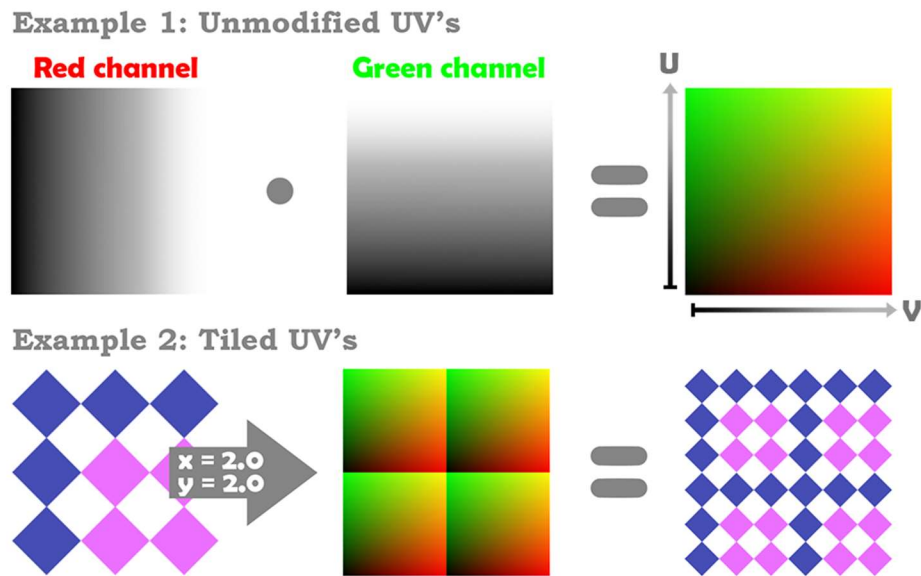 Example 1: Unmodified UV's
Red channel
Green channel
U
V
Example 2: Tiled UV's
x = 2.0
y = 2.0